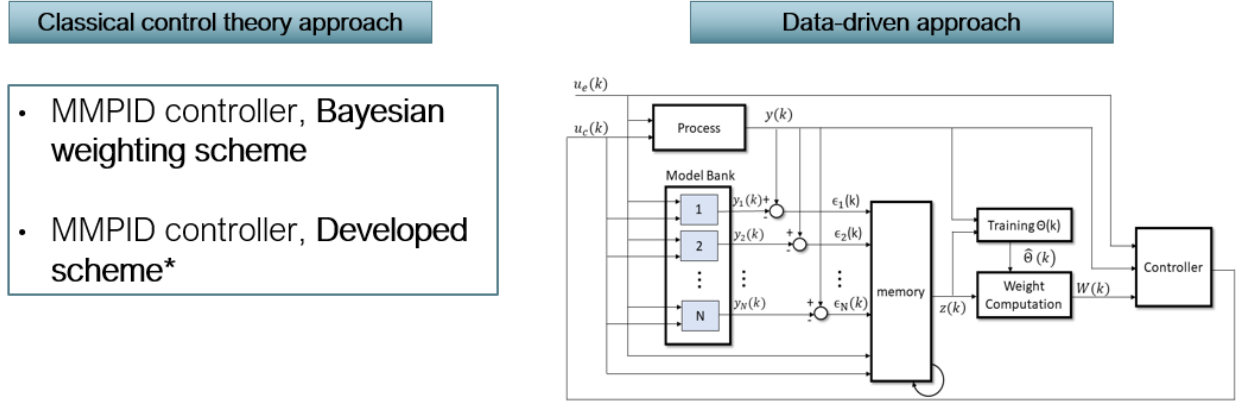 Classical control theory approach
Data-driven approach
• MMPID controller, Bayesian
weighting scheme
• MMPID controller, Developed
scheme*
u_e(k)
u_c(k)
Process
y(k)
Model Bank
1
y_1(k)
+
-
ϵ_1(k)
2
y_2(k)
+
-
ϵ_2(k)
⋮ ⋮ ⋮
N
y_N(k)
+
-
ϵ_N(k)
memory
z(k)
Training Θ(k)
Θ̂(k)
Weight
Computation
W(k)
Controller